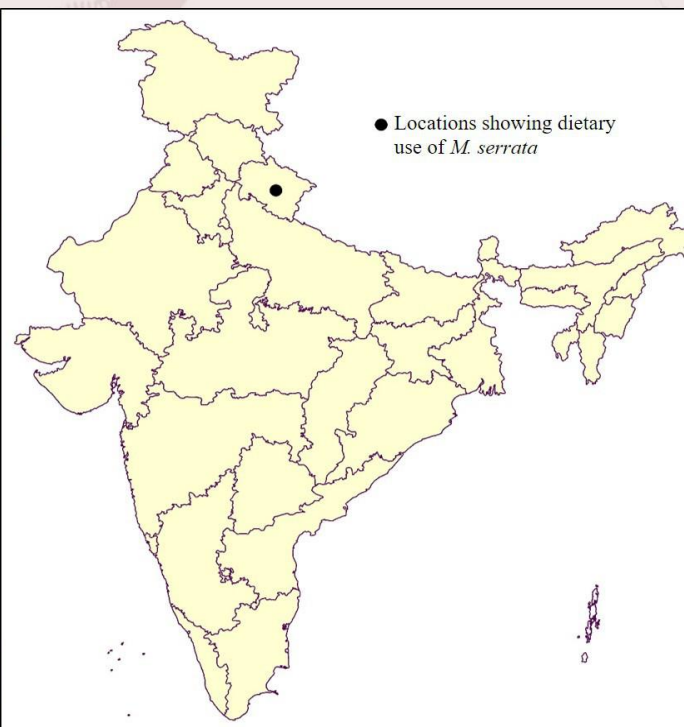 ● Locations showing dietary
use of M. serrata